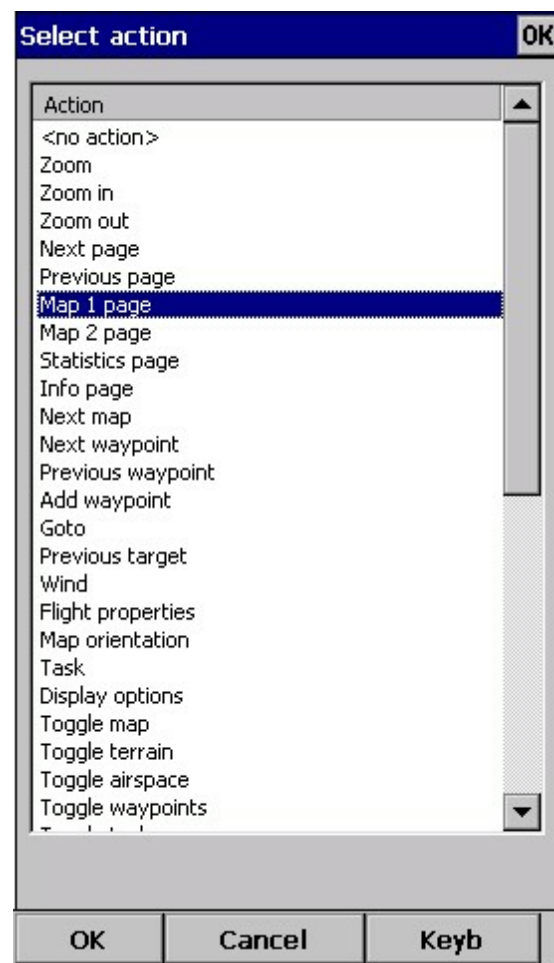 Select action
OK
Action
<no action>
Zoom
Zoom in
Zoom out
Next page
Previous page
Map 1 page
Map 2 page
Statistics page
Info page
Next map
Next waypoint
Previous waypoint
Add waypoint
Goto
Previous target
Wind
Flight properties
Map orientation
Task
Display options
Toggle map
Toggle terrain
Toggle airspace
Toggle waypoints
OK
Cancel
Keyb